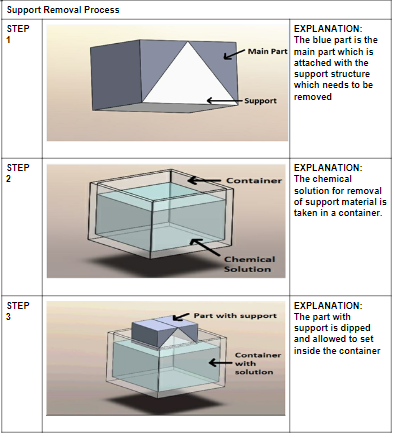 Support Removal Process
STEP
1
Main Part
Support
EXPLANATION:
The blue part is the
main part which is
attached with the
support structure
which needs to be
removed
STEP
2
Container
Chemical
Solution
EXPLANATION:
The chemical
solution for removal
of support material is
taken in a container.
STEP
3
Part with support
Container
with
solution
EXPLANATION:
The part with
support is dipped
and allowed to set
inside the container